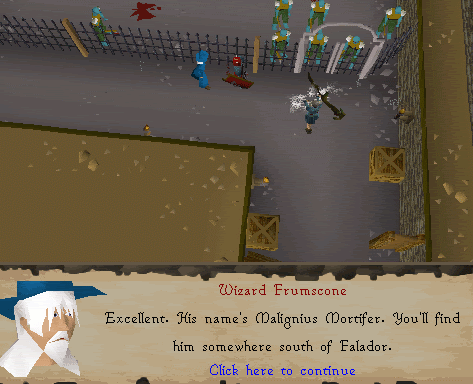 Wizard Frumscone
Excellent. His name's Malignius Mortifer. You'll find
him somewhere south of Falador.
Click here to continue